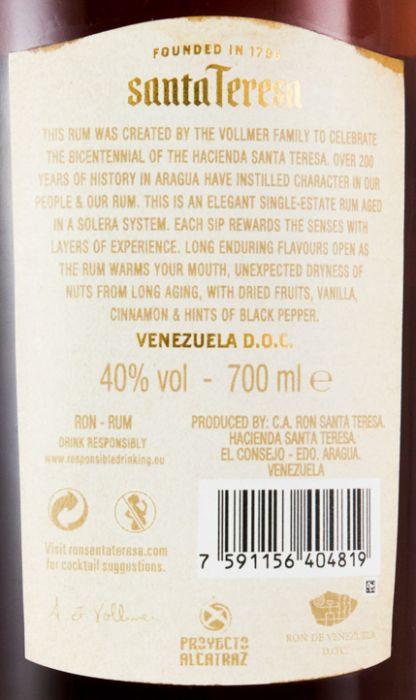 FOUNDED IN 1796
santa Teresa
THIS RUM WAS CREATED BY THE VOLLMER FAMILY TO CELEBRATE
THE BICENTENNIAL OF THE HACIENDA SANTA TERESA. OVER 200
YEARS OF HISTORY IN ARAGUA HAVE INSTILLED CHARACTER IN OUR
PEOPLE & OUR RUM. THIS IS AN ELEGANT SINGLE-ESTATE RUM AGED
IN A SOLERA SYSTEM. EACH SIP REWARDS THE SENSES WITH
LAYERS OF EXPERIENCE. LONG ENDURING FLAVOURS OPEN AS
THE RUM WARMS YOUR MOUTH, UNEXPECTED DRYNESS OF
NUTS FROM LONG AGING, WITH DRIED FRUITS, VANILLA,
CINNAMON & HINTS OF BLACK PEPPER.
VENEZUELA D.O.C.
40% vol - 700 ml ℮
RON - RUM
DRINK RESPONSIBLY
www.responsibledrinking.eu
PRODUCED BY: C.A. RON SANTA TERESA.
HACIENDA SANTA TERESA.
EL CONSEJO - EDO. ARAGUA.
VENEZUELA
Visit ronsantateresa.com
for cocktail suggestions.
7 591156 404819
A. J. Vollmer
PROYECTO
ALCATRAZ
RON DE VENEZUELA
D.O.C.